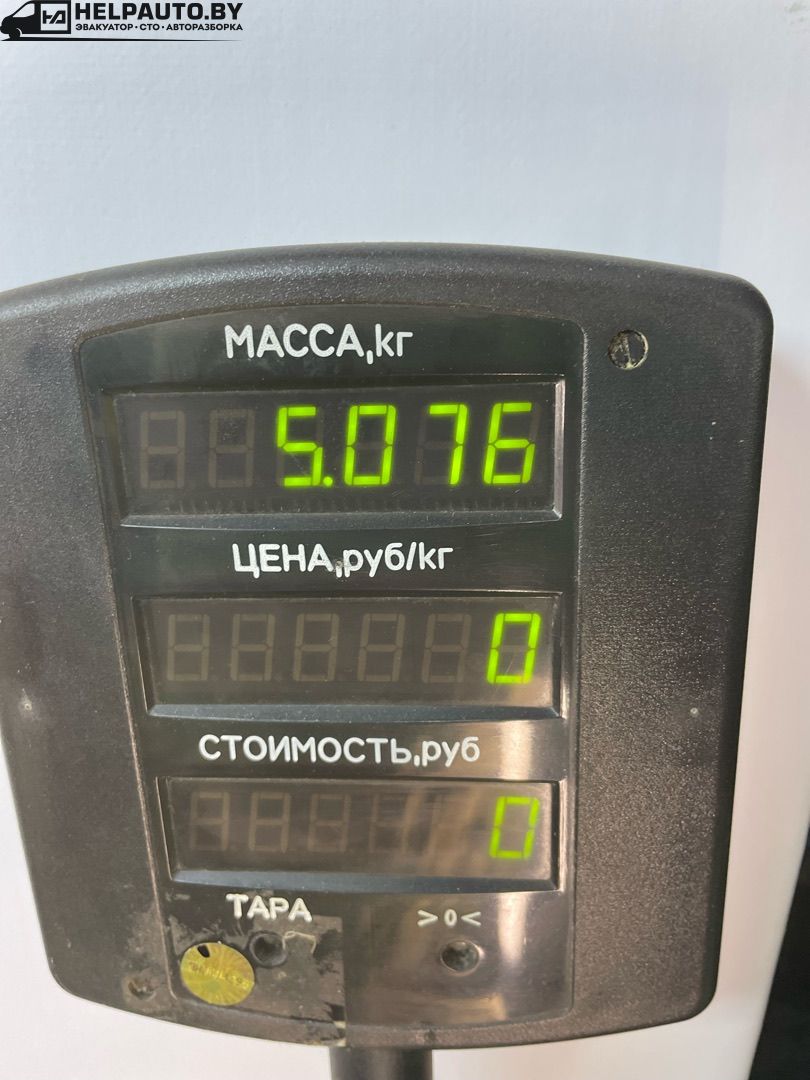 HELPAUTO.BY
ЭВАКУАТОР • СТО • АВТОРАЗБОРКА
МАССА,кг
5.076
ЦЕНА,руб/кг
0
СТОИМОСТЬ,руб
0
ТАРА >0<